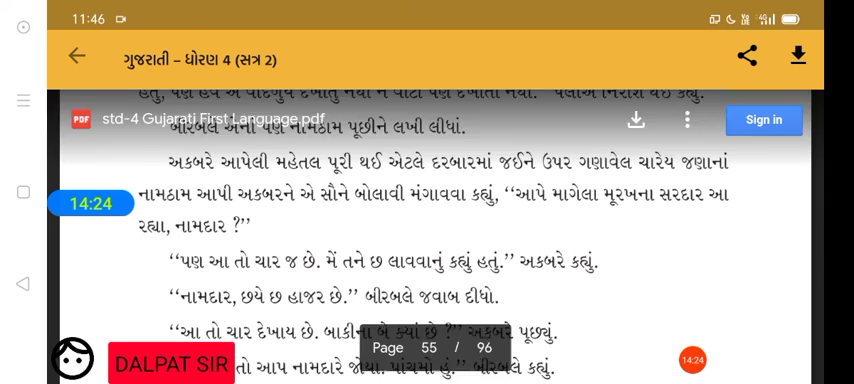 11:46
ગુજરાતી – ધોરણ 4 (સત્ર 2)
std-4 Gujarati First Language.pdf
Sign in
બીરબલે એનાં પણ નામઠામ પૂછીને લખી લીધાં.
અકબરે આપેલી મહેતલ પૂરી થઈ એટલે દરબારમાં જઈને ઉપર ગણાવેલ ચારેય જણાનાં
નામઠામ આપી અકબરને એ સૌને બોલાવી મંગાવવા કહ્યું, ‘‘આપે માગેલા મૂરખના સરદાર આ
14:24
રહ્યા, નામદાર ?’’
‘‘પણ આ તો ચાર જ છે. મેં તને છ લાવવાનું કહ્યું હતું.’’ અકબરે કહ્યું.
‘‘નામદાર, છયે છ હાજર છે.’’ બીરબલે જવાબ દીધો.
‘‘આ તો ચાર દેખાય છે. બાકીના બે ક્યાં છે ?’’ અકબરે પૂછ્યું.
Page 55 / 96
તો આપ નામદારે જોયા. પાંચમો હું.’’ બીરબલે કહ્યું.
DALPAT SIR
14:24